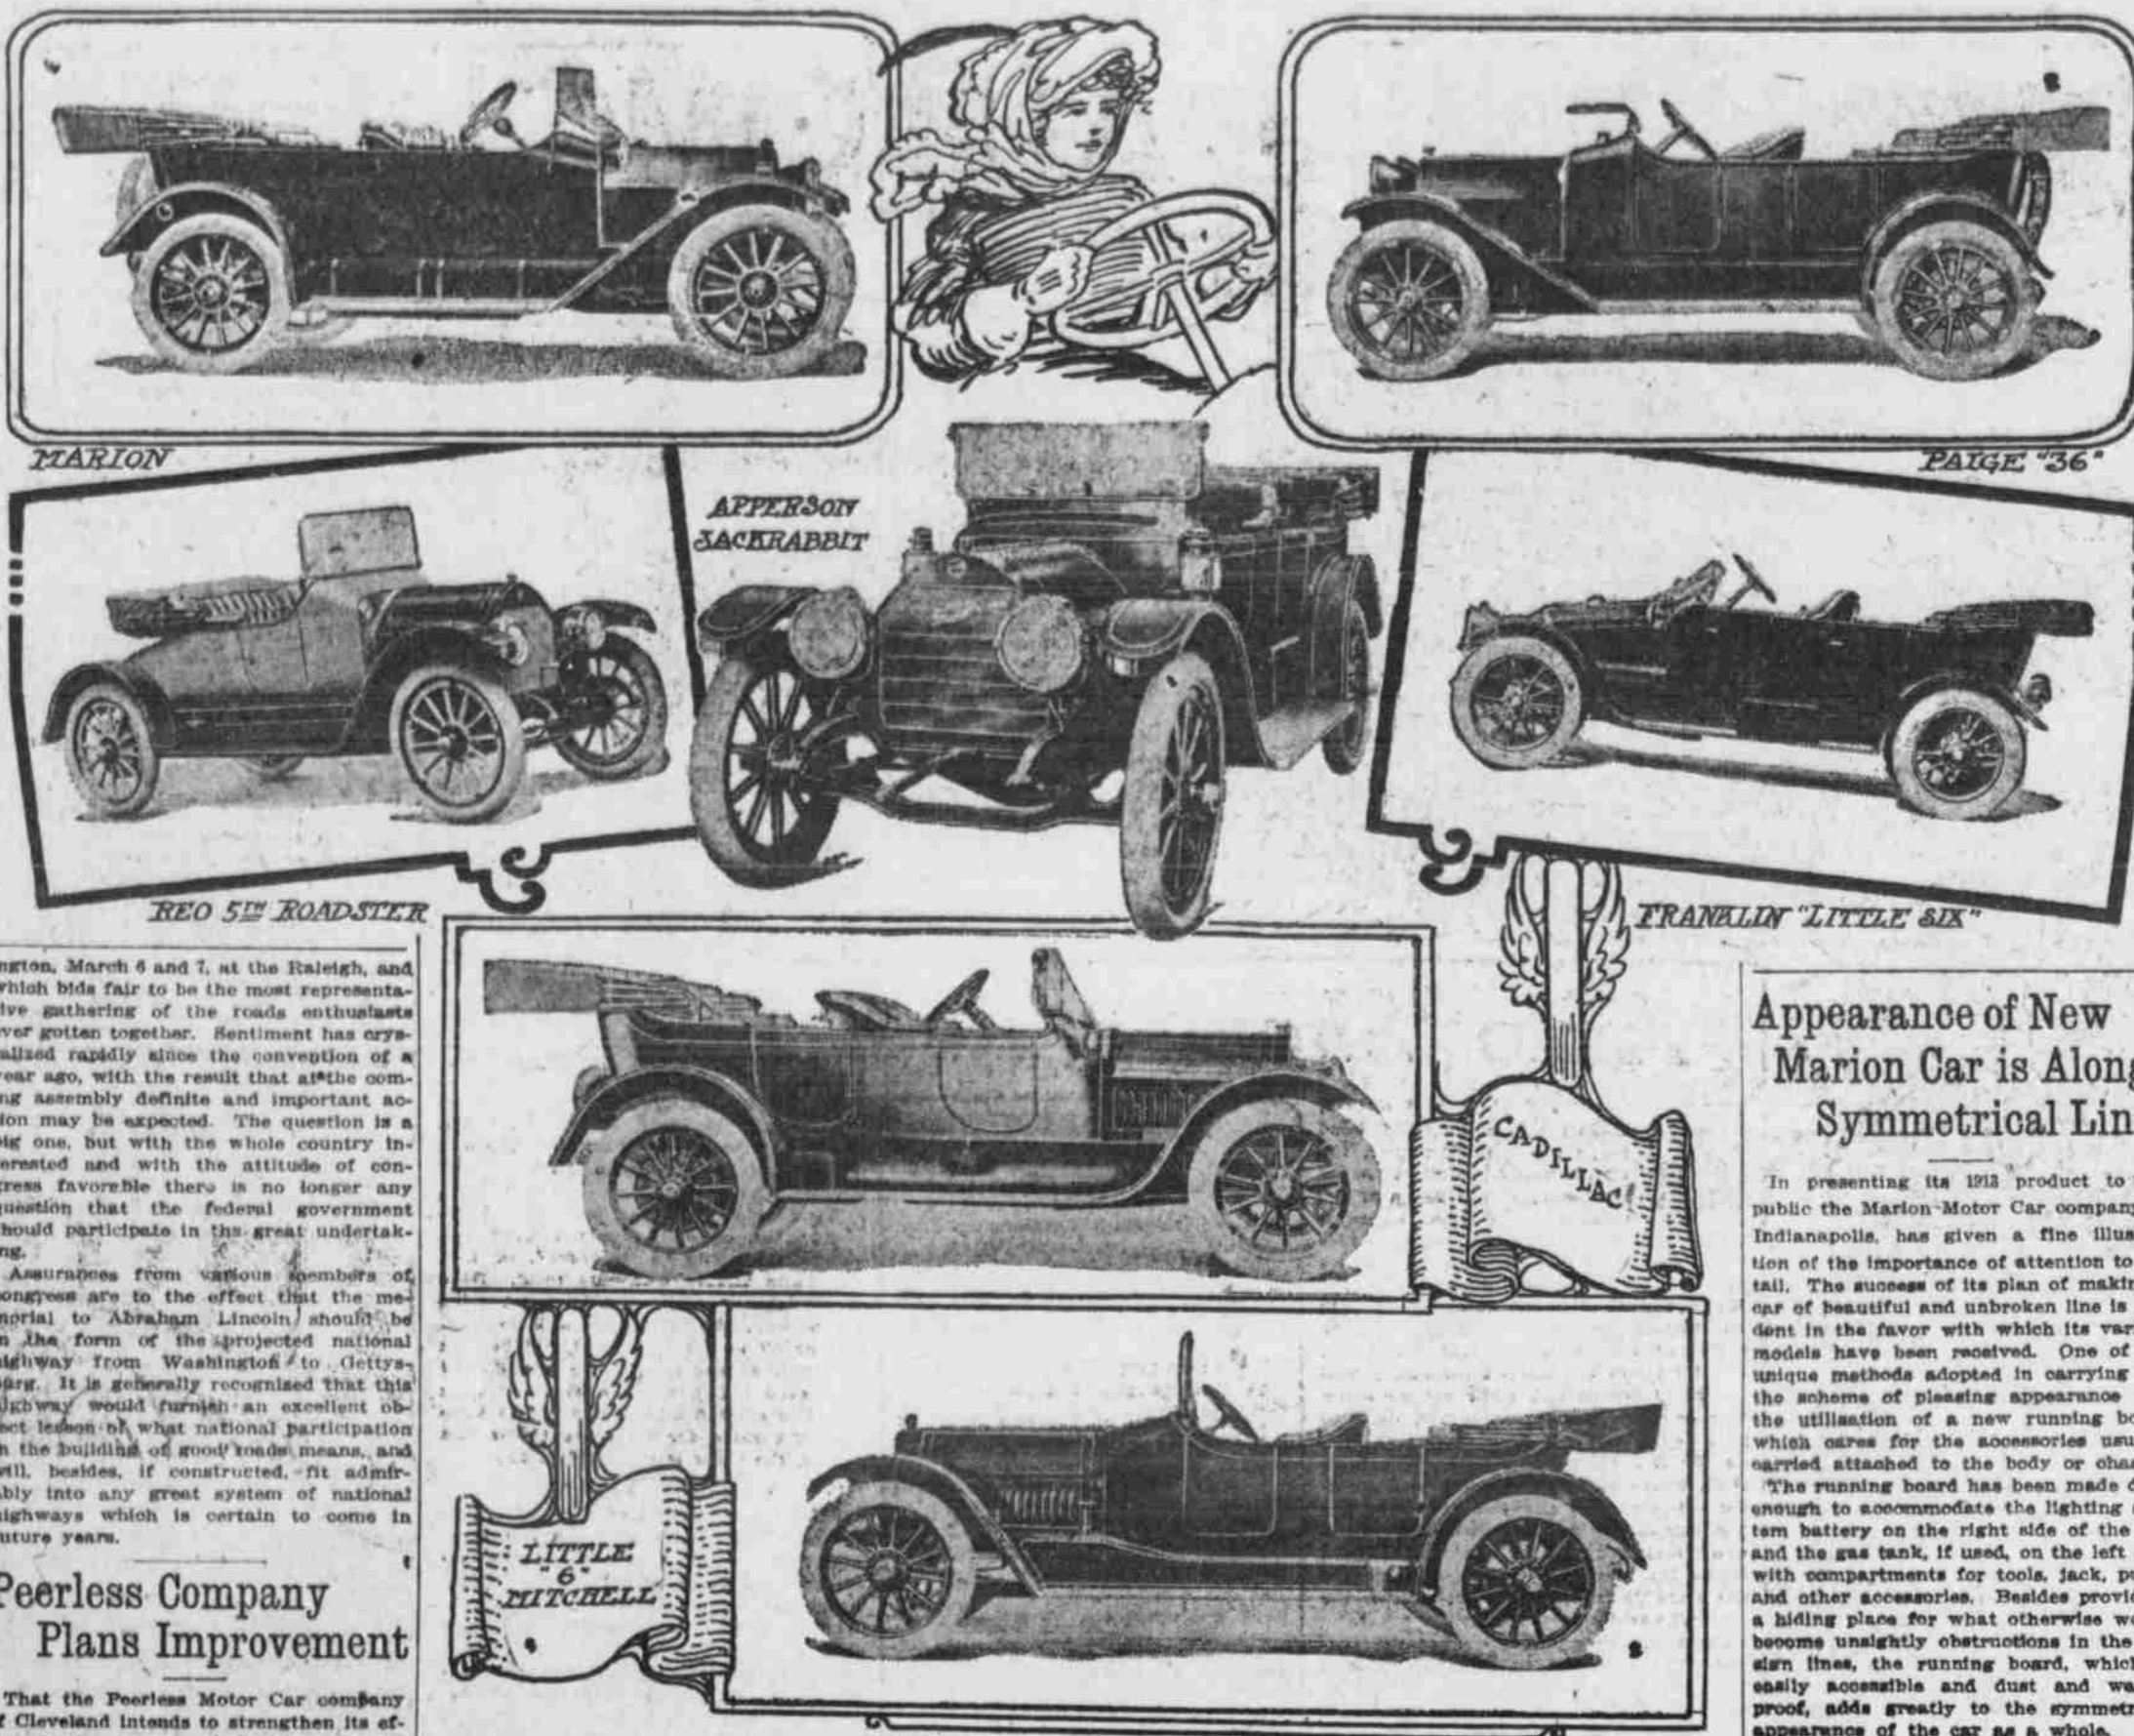 MARION
PAIGE "36"
APPERSON
JACKRABBIT
REO 5TH ROADSTER
FRANKLIN "LITTLE SIX"
CADILLAC
LITTLE
"6"
MITCHELL
ngton, March 6 and 7, at the Raleigh, and
which bids fair to be the most representa-
ive gathering of the roads enthusiasts
ver gotten together. Sentiment has crys-
alized rapidly since the convention of a
ear ago, with the result that at the com-
ng assembly definite and important ac-
ion may be expected. The question is a
big one, but with the whole country in-
erested and with the attitude of con-
ress favorable there is no longer any
question that the federal government
hould participate in the great undertak-
ng.
Assurances from various members of
congress are to the effect that the me-
morial to Abraham Lincoln should be
n the form of the projected national
highway from Washington to Gettys-
burg. It is generally recognized that this
highway would furnish an excellent ob-
ect lesson of what national participation
n the building of good roads means, and
will, besides, if constructed, fit admir-
ably into any great system of national
highways which is certain to come in
uture years.
Peerless Company
Plans Improvement
That the Peerless Motor Car company
f Cleveland intends to strengthen its ef-
Appearance of New
Marion Car is Along
Symmetrical Lin
In presenting its 1913 product to
public the Marion Motor Car company
Indianapolis, has given a fine illus
tion of the importance of attention to
tail. The success of its plan of makin
car of beautiful and unbroken line is
dent in the favor with which its var
models have been received. One of
unique methods adopted in carrying
the scheme of pleasing appearance
the utilisation of a new running bo
which cares for the accessories usu
carried attached to the body or chas
The running board has been made d
enough to accommodate the lighting s
tem battery on the right side of the
and the gas tank, if used, on the left
with compartments for tools, jack, pu
and other accessories. Besides provid
a hiding place for what otherwise wo
become unsightly obstructions in the
sign lines, the running board, which
easily accessible and dust and wa
proof, adds greatly to the symmetr
appearance of the car as a whole.